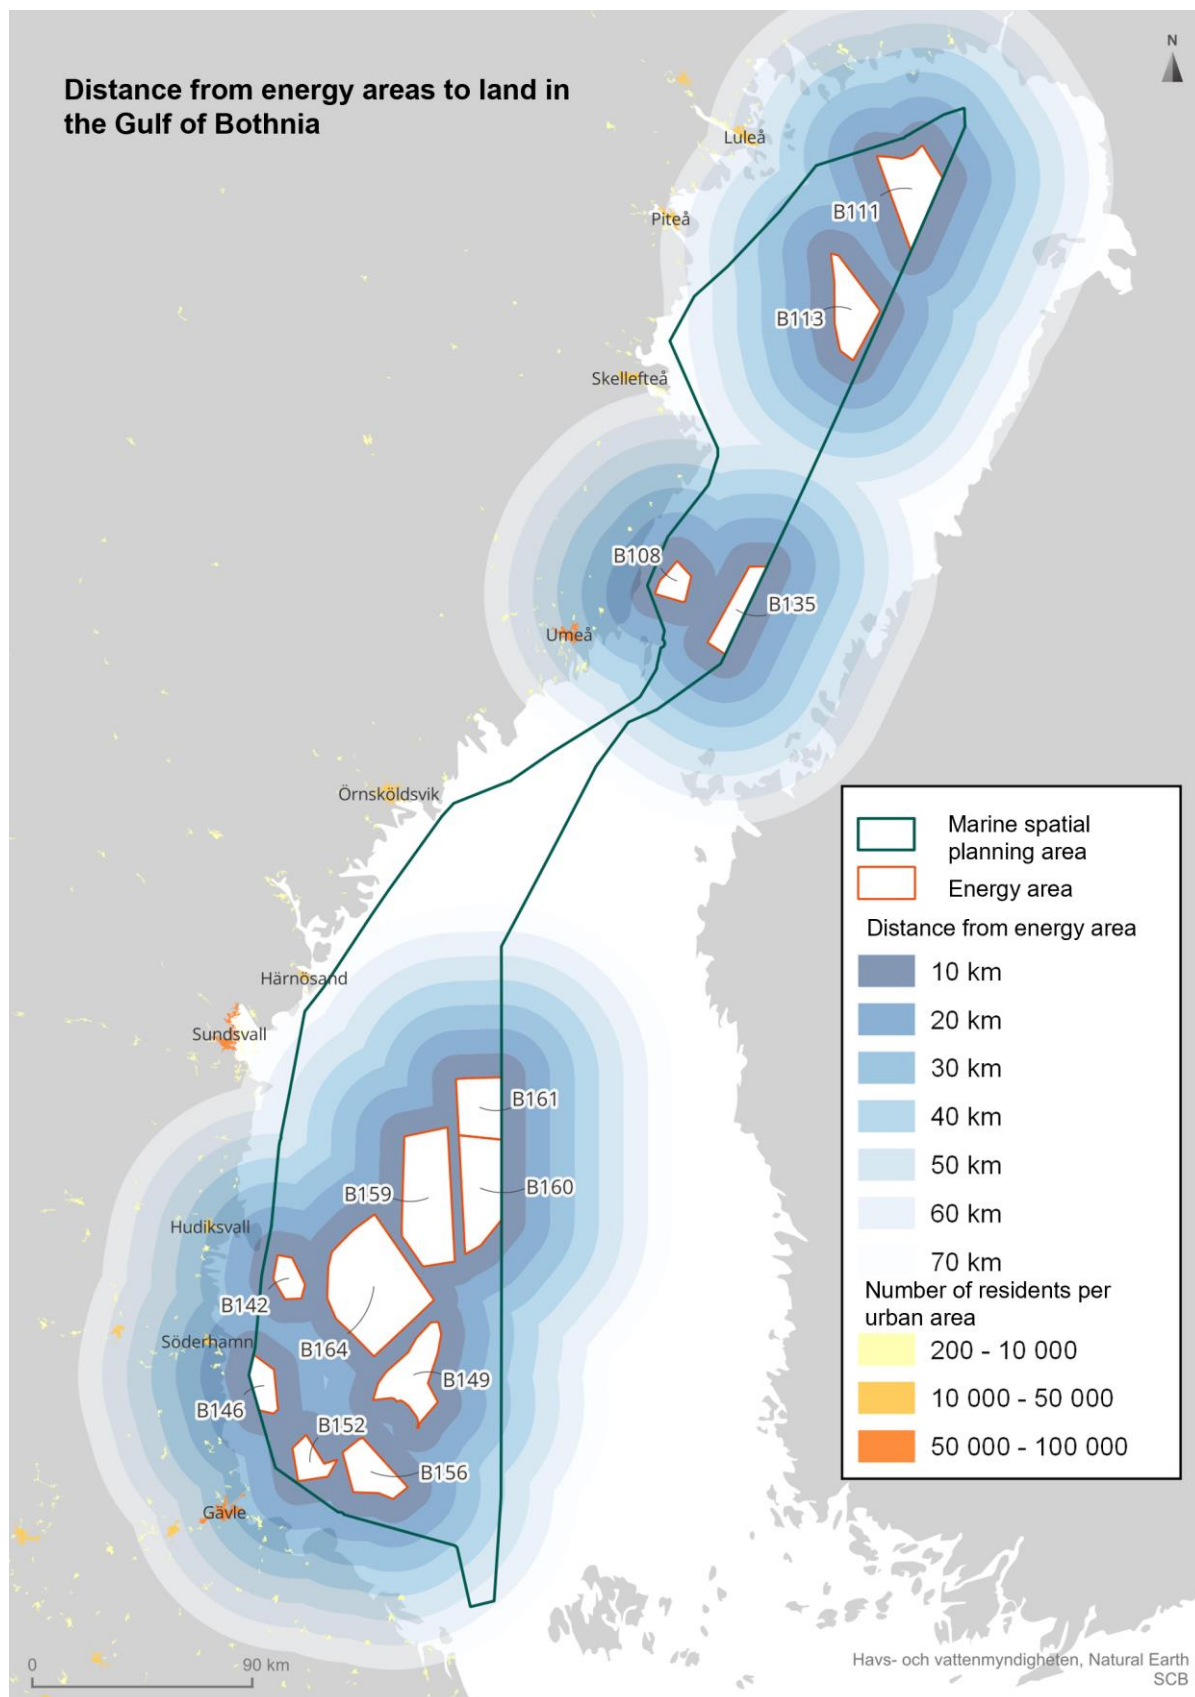 Distance from energy areas to land in
the Gulf of Bothnia
N
Luleå
Piteå
B111
B113
Skellefteå
B108
B135
Umeå
Örnsköldsvik
Härnösand
Sundsvall
B161
B159
B160
Hudiksvall
B142
Söderhamn
B164
B149
B146
B152
B156
Gävle
Marine spatial
planning area
Energy area
Distance from energy area
10 km
20 km
30 km
40 km
50 km
60 km
70 km
Number of residents per
urban area
200 - 10 000
10 000 - 50 000
50 000 - 100 000
0 90 km
Havs- och vattenmyndigheten, Natural Earth
SCB